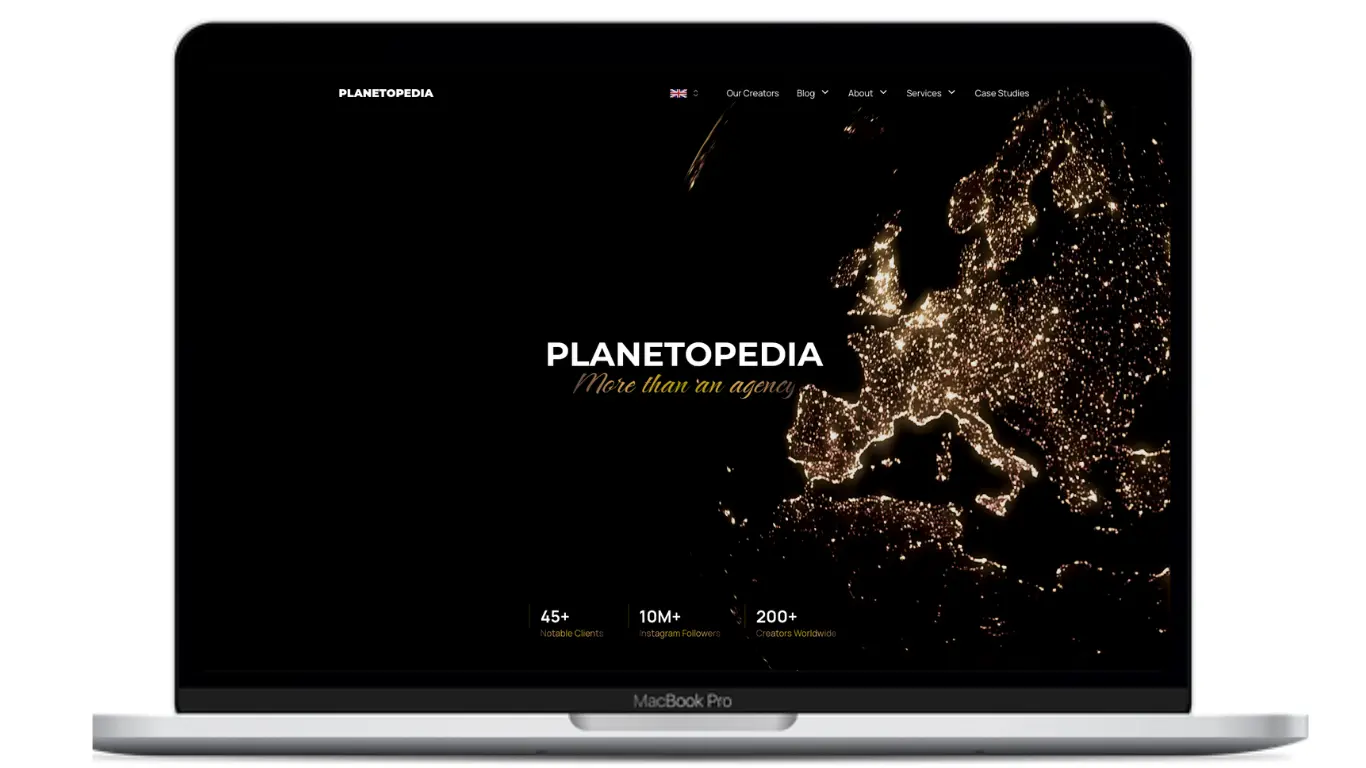 PLANETOPEDIA
Our Creators Blog About Services Case Studies
PLANETOPEDIA
More than an agency
45+ 10M+ 200+
Notable Clients Instagram Followers Creators Worldwide
MacBook Pro